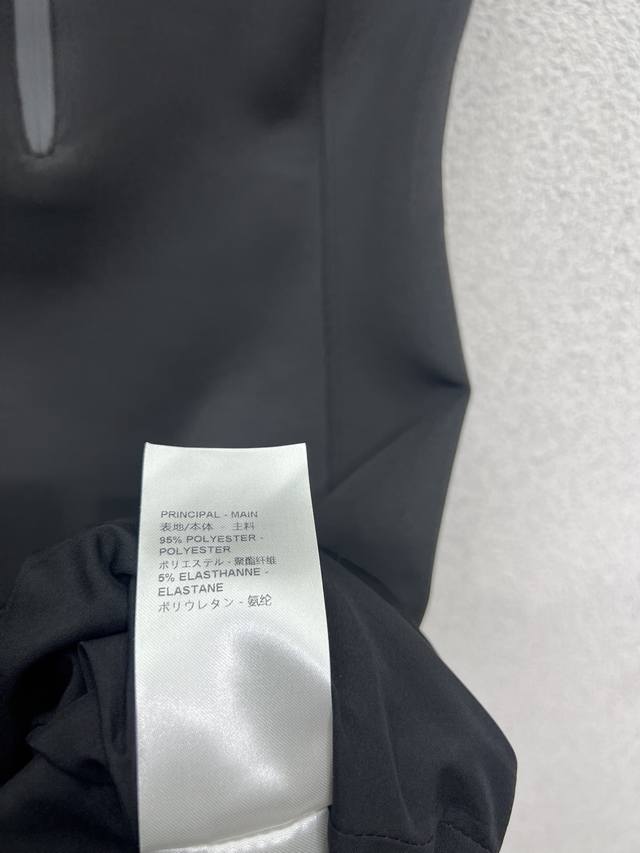 PRINCIPAL - MAIN
表地/本体 - 主料
95% POLYESTER -
POLYESTER
ポリエステル - 聚酯纤维
5% ELASTHANNE -
ELASTANE
ポリウレタン - 氨纶